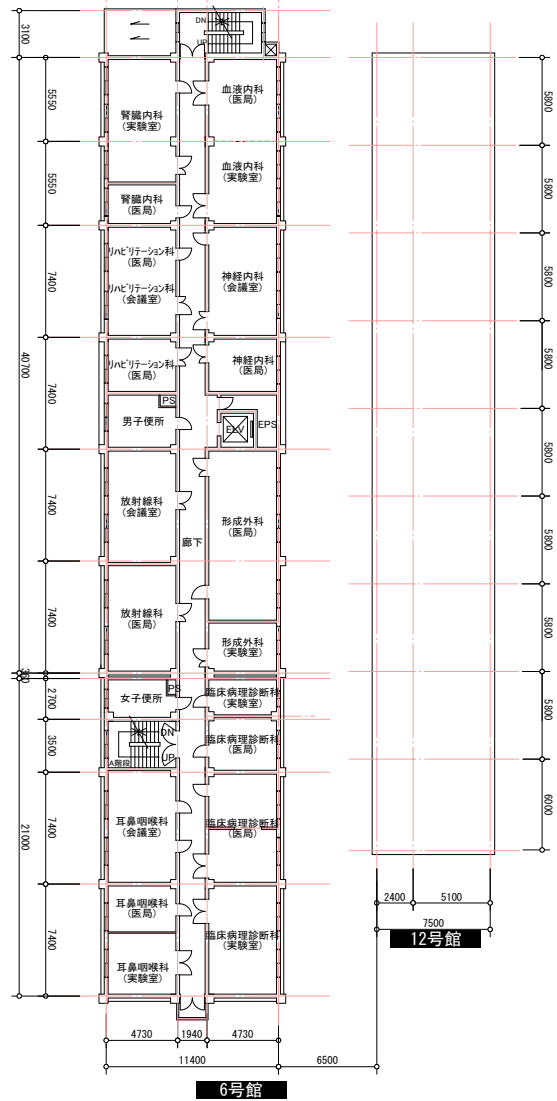 3100
5550
5550
7400
7400
40700
7400
7400
300
2700
3500
7400
21000
7400
DN
UP
腎臓内科
(実験室)
血液内科
(医局)
血液内科
(実験室)
腎臓内科
(医局)
リハビリテーション科
(医局)
リハビリテーション科
(会議室)
神経内科
(会議室)
リハビリテーション科
(医局)
神経内科
(医局)
PS
男子便所
ELV
EPS
放射線科
(会議室)
形成外科
(医局)
廊下
放射線科
(医局)
形成外科
(実験室)
女子便所
PS
臨床病理診断科
(実験室)
DN
UP
A階段
臨床病理診断科
(医局)
耳鼻咽喉科
(会議室)
臨床病理診断科
(医局)
耳鼻咽喉科
(医局)
臨床病理診断科
(実験室)
耳鼻咽喉科
(実験室)
4730
1940
4730
11400
6500
6号館
5800
5800
5800
5800
5800
5800
5800
5800
6000
2400
5100
7500
12号館